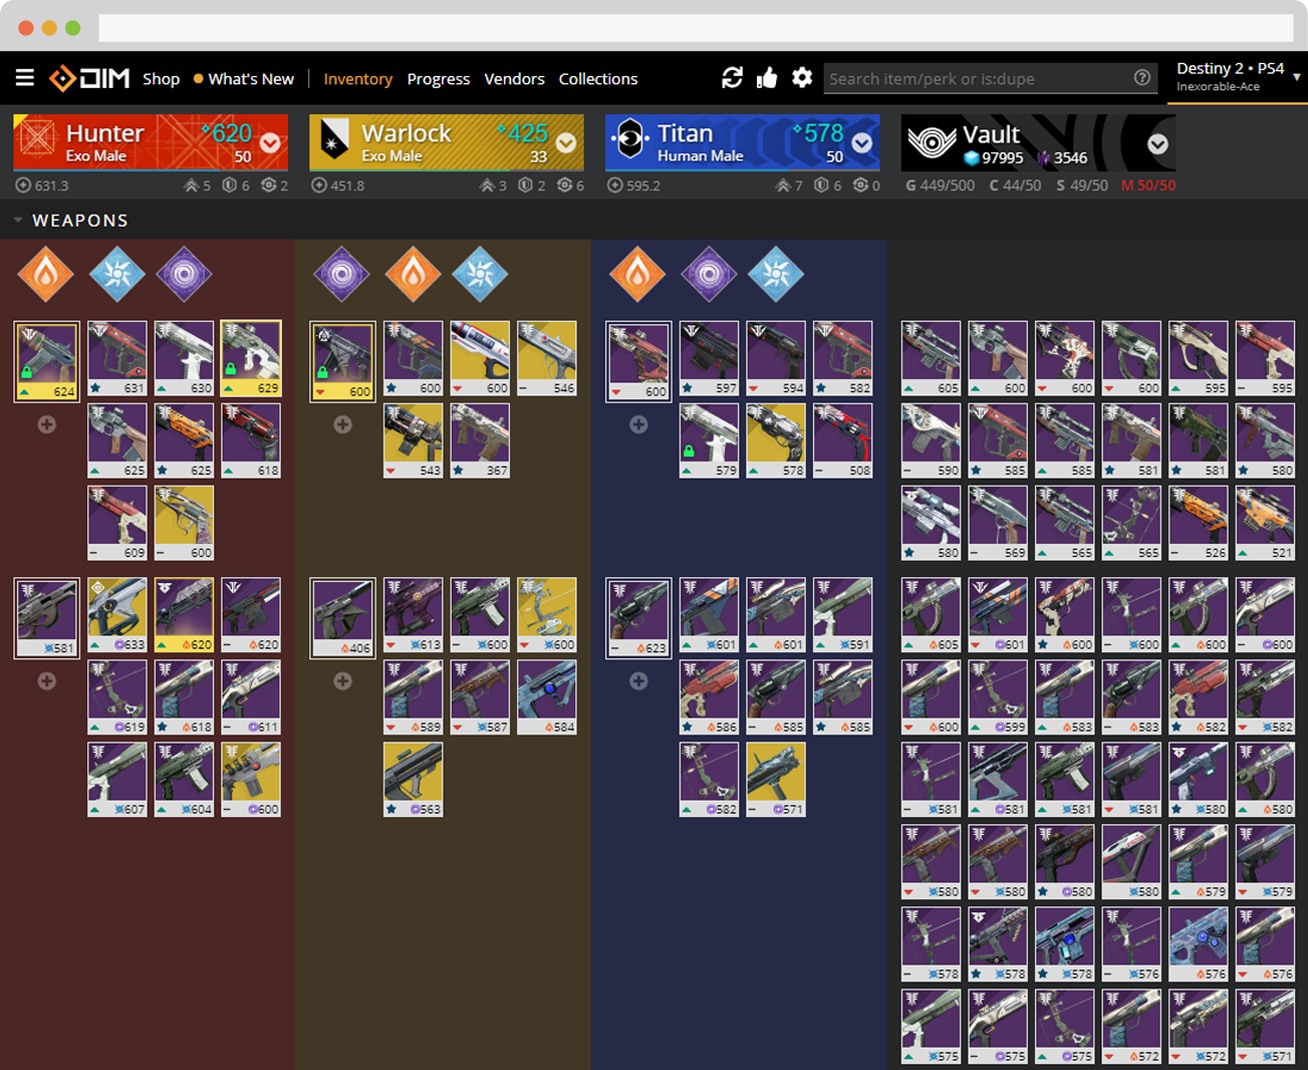 DIM Shop What's New Inventory Progress Vendors Collections Search item/perk or is:dupe Destiny 2 • PS4
Inexorable-Ace
Hunter 620 Warlock 425 Titan 578 Vault
Exo Male 50 Exo Male 33 Human Male 50 97995 3546
631.3 5 6 2 451.8 3 2 6 595.2 7 6 0 G 449/500 C 44/50 S 49/50 M 50/50
WEAPONS
624 631 630 629 600 600 600 546 600 597 594 582 605 600 600 600 595 595
625 625 618 543 367 579 578 508 590 585 585 581 581 580
609 600 580 569 565 565 526 521
581 633 620 620 406 613 600 600 623 601 601 591 605 601 600 600 600 600
619 618 611 589 587 584 586 585 585 600 599 583 583 582 582
607 604 600 563 582 571 581 581 581 581 580 580
580 580 580 580 579 579
578 578 578 576 576 576
575 575 575 572 572 571